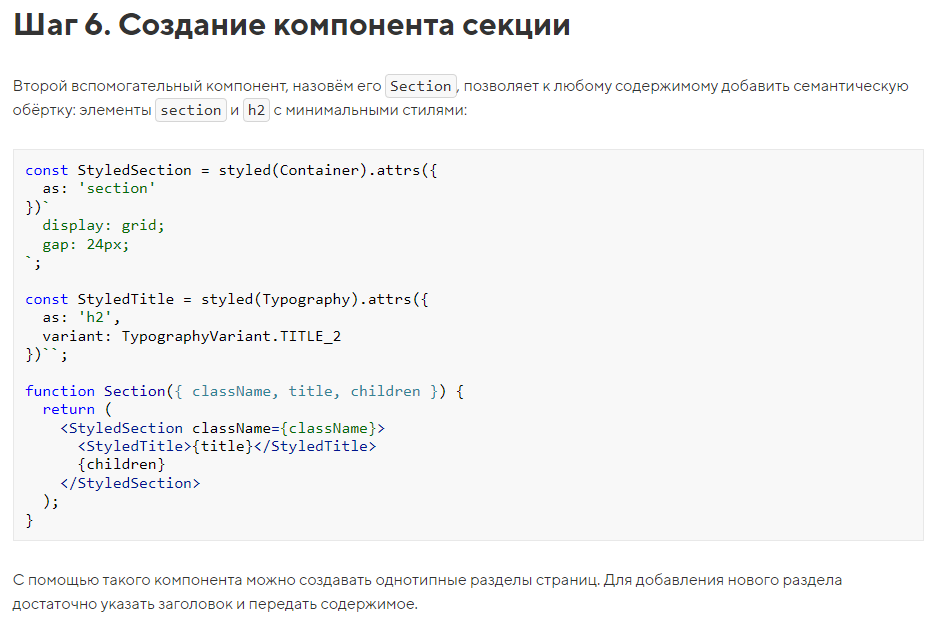 Шаг 6. Создание компонента секции
Второй вспомогательный компонент, назовём его Section, позволяет к любому содержимому добавить семантическую
обёртку: элементы section и h2 с минимальными стилями:
const StyledSection = styled(Container).attrs({
  as: 'section'
})`
  display: grid;
  gap: 24px;
`;
const StyledTitle = styled(Typography).attrs({
  as: 'h2',
  variant: TypographyVariant.TITLE_2
})``;
function Section({ className, title, children }) {
  return (
    <StyledSection className={className}>
      <StyledTitle>{title}</StyledTitle>
      {children}
    </StyledSection>
  );
}
С помощью такого компонента можно создавать однотипные разделы страниц. Для добавления нового раздела
достаточно указать заголовок и передать содержимое.